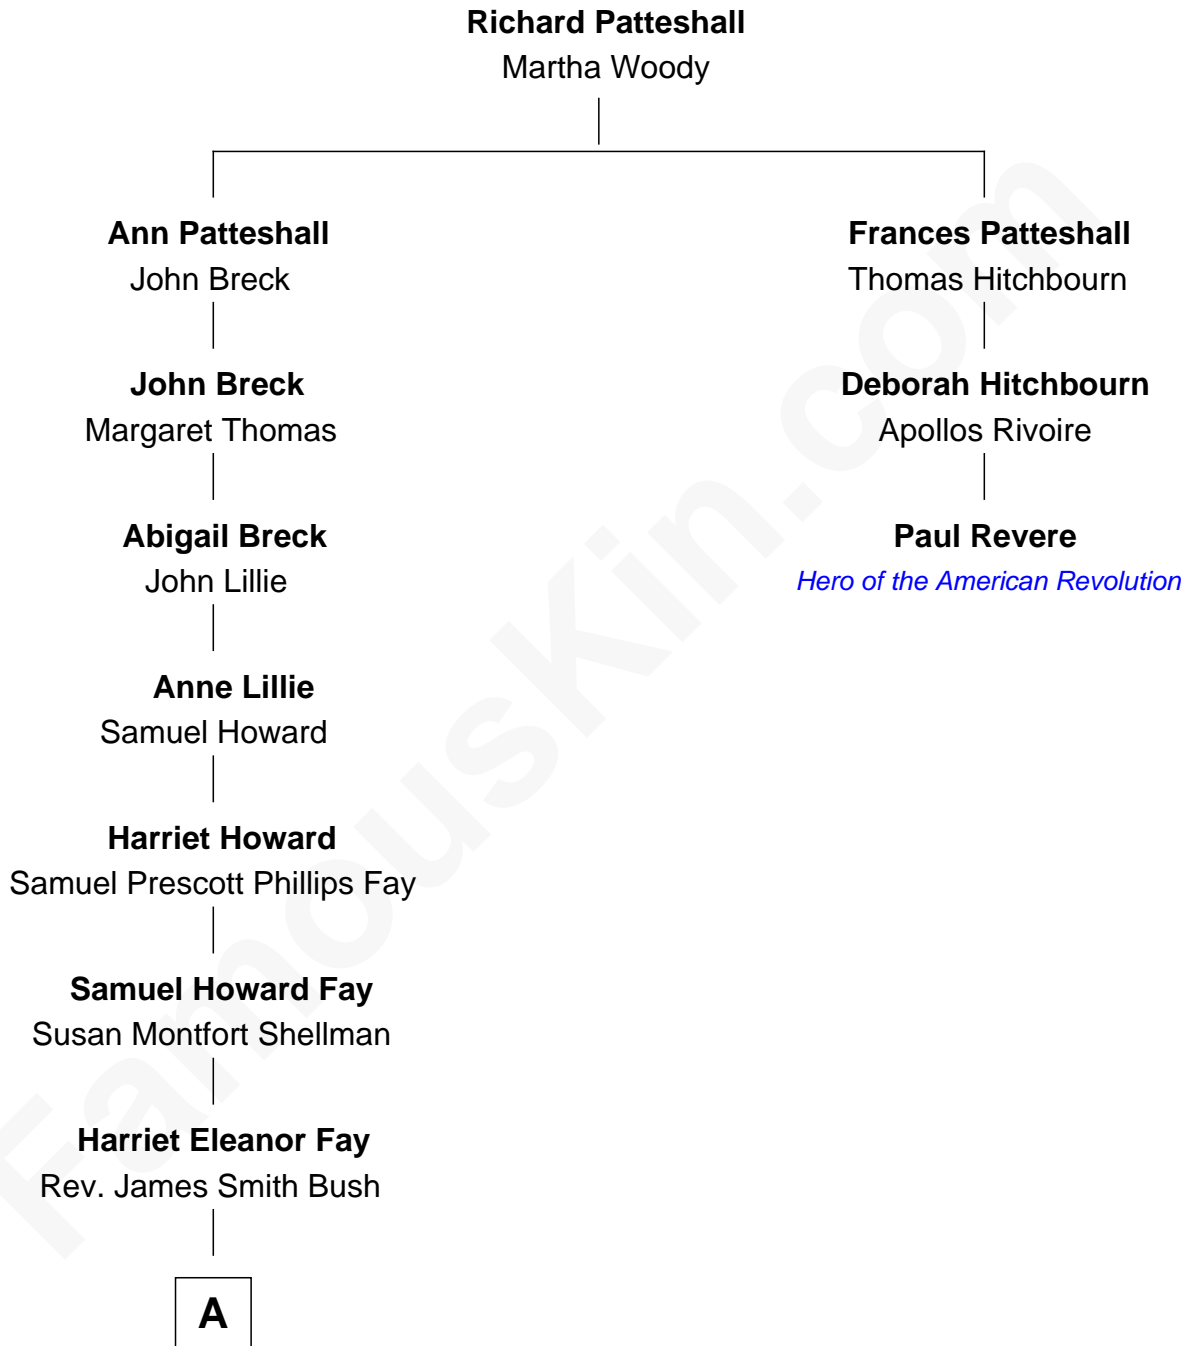 Richard Patteshall
Martha Woody
Ann Patteshall
John Breck
Frances Patteshall
Thomas Hitchbourn
John Breck
Margaret Thomas
Deborah Hitchbourn
Apollos Rivoire
Abigail Breck
John Lillie
Paul Revere
Hero of the American Revolution
Anne Lillie
Samuel Howard
Harriet Howard
Samuel Prescott Phillips Fay
Samuel Howard Fay
Susan Montfort Shellman
Harriet Eleanor Fay
Rev. James Smith Bush
A
FamousKin.com